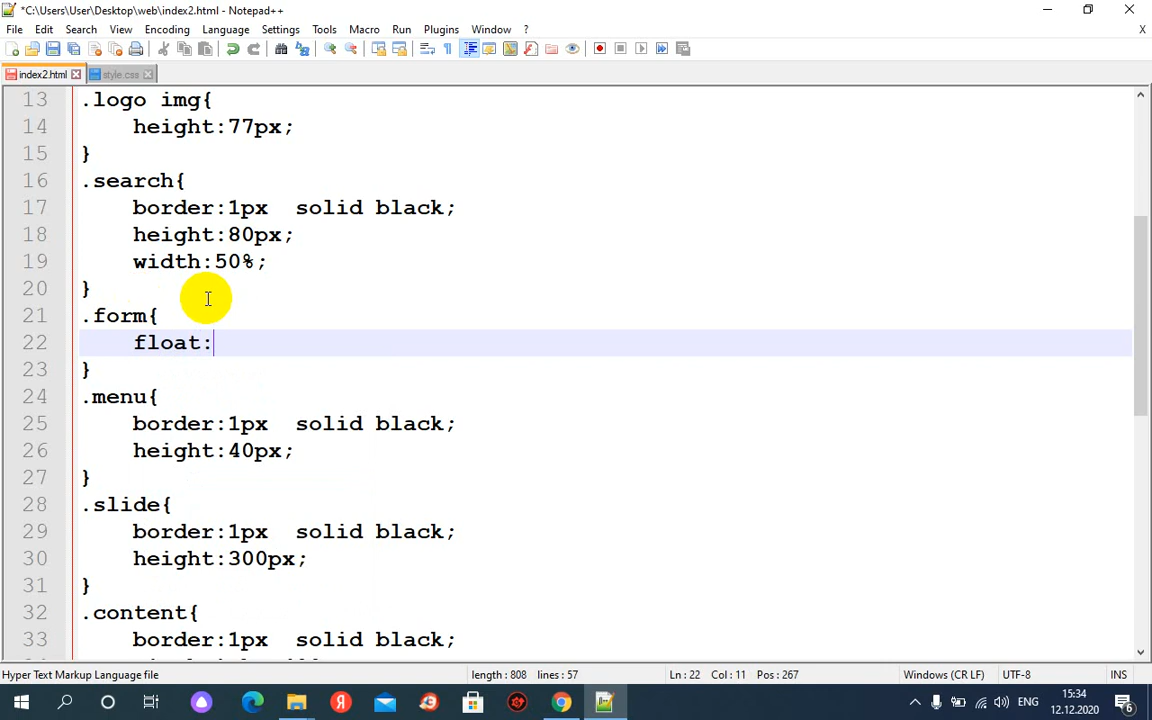 *C:\Users\User\Desktop\web\index2.html - Notepad++
File Edit Search View Encoding Language Settings Tools Macro Run Plugins Window ? X
index2.html style.css
13 .logo img{
14 height:77px;
15 }
16 .search{
17 border:1px  solid black;
18 height:80px;
19 width:50%;
20 }
21 .form{
22 float:
23 }
24 .menu{
25 border:1px  solid black;
26 height:40px;
27 }
28 .slide{
29 border:1px  solid black;
30 height:300px;
31 }
32 .content{
33 border:1px  solid black;
Hyper Text Markup Language file length : 808 lines : 57 Ln : 22 Col : 11 Pos : 267 Windows (CR LF) UTF-8 INS
ENG 15:34
12.12.2020 6